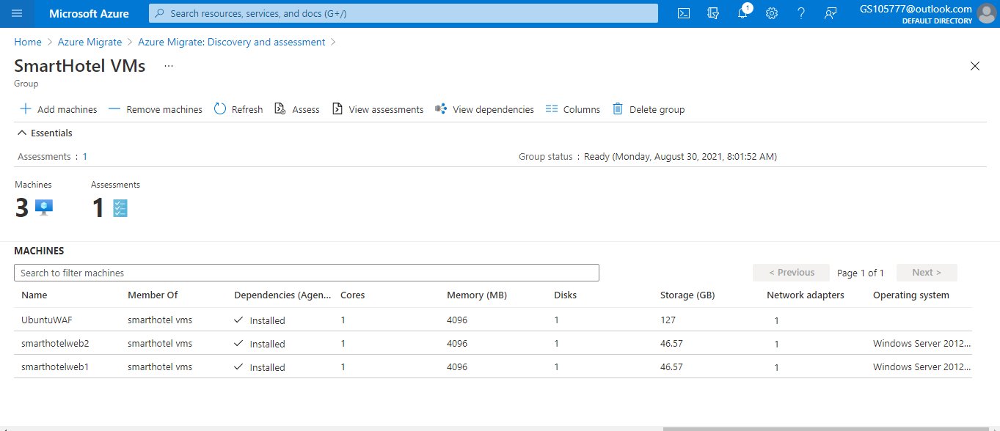 Microsoft Azure
Search resources, services, and docs (G+/)
1
GS105777@outlook.com
DEFAULT DIRECTORY
Home > Azure Migrate > Azure Migrate: Discovery and assessment >
SmartHotel VMs ...
Group
Add machines Remove machines Refresh Assess View assessments View dependencies Columns Delete group
Essentials
Assessments : 1 Group status : Ready (Monday, August 30, 2021, 8:01:52 AM)
Machines Assessments
3 1
MACHINES
Search to filter machines < Previous Page 1 of 1 Next >
Name Member Of Dependencies (Agen... Cores Memory (MB) Disks Storage (GB) Network adapters Operating system
UbuntuWAF smarthotel vms Installed 1 4096 1 127 1
smarthotelweb2 smarthotel vms Installed 1 4096 1 46.57 1 Windows Server 2012...
smarthotelweb1 smarthotel vms Installed 1 4096 1 46.57 1 Windows Server 2012...